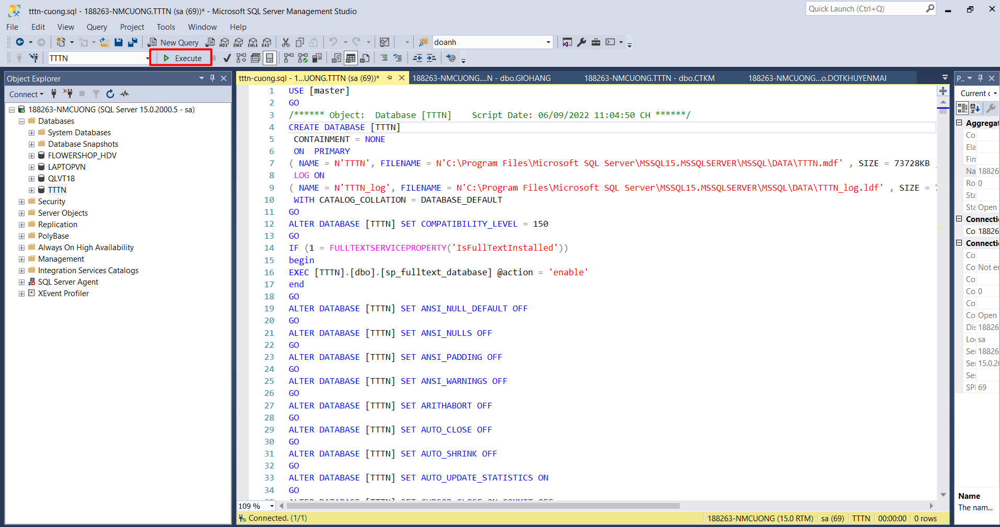 tttn-cuong.sql - 188263-NMCUONG.TTTN (sa (69))* - Microsoft SQL Server Management Studio
Quick Launch (Ctrl+Q)
File Edit View Query Project Tools Window Help
New Query MDX DMX XMLA DAX doanh
TTTN Execute
Object Explorer
Connect
188263-NMCUONG (SQL Server 15.0.2000.5 - sa)
Databases
System Databases
Database Snapshots
FLOWERSHOP_HDV
LAPTOPVN
QLVT18
TTTN
Security
Server Objects
Replication
PolyBase
Always On High Availability
Management
Integration Services Catalogs
SQL Server Agent
XEvent Profiler
tttn-cuong.sql - 1...UONG.TTTN (sa (69))* 188263-NMCUONG....N - dbo.GIOHANG 188263-NMCUONG.TTTN - dbo.CTKM 188263-NMCUONG...o.DOTKHUYENMAI
1 USE [master]
2 GO
3 /****** Object:  Database [TTTN]    Script Date: 06/09/2022 11:04:50 CH ******/
4 CREATE DATABASE [TTTN]
5 CONTAINMENT = NONE
6 ON  PRIMARY
7 ( NAME = N'TTTN', FILENAME = N'C:\Program Files\Microsoft SQL Server\MSSQL15.MSSQLSERVER\MSSQL\DATA\TTTN.mdf' , SIZE = 73728KB ,
8 LOG ON
9 ( NAME = N'TTTN_log', FILENAME = N'C:\Program Files\Microsoft SQL Server\MSSQL15.MSSQLSERVER\MSSQL\DATA\TTTN_log.ldf' , SIZE =
10 WITH CATALOG_COLLATION = DATABASE_DEFAULT
11 GO
12 ALTER DATABASE [TTTN] SET COMPATIBILITY_LEVEL = 150
13 GO
14 IF (1 = FULLTEXTSERVICEPROPERTY('IsFullTextInstalled'))
15 begin
16 EXEC [TTTN].[dbo].[sp_fulltext_database] @action = 'enable'
17 end
18 GO
19 ALTER DATABASE [TTTN] SET ANSI_NULL_DEFAULT OFF
20 GO
21 ALTER DATABASE [TTTN] SET ANSI_NULLS OFF
22 GO
23 ALTER DATABASE [TTTN] SET ANSI_PADDING OFF
24 GO
25 ALTER DATABASE [TTTN] SET ANSI_WARNINGS OFF
26 GO
27 ALTER DATABASE [TTTN] SET ARITHABORT OFF
28 GO
29 ALTER DATABASE [TTTN] SET AUTO_CLOSE OFF
30 GO
31 ALTER DATABASE [TTTN] SET AUTO_SHRINK OFF
32 GO
33 ALTER DATABASE [TTTN] SET AUTO_UPDATE_STATISTICS ON
34 GO
109 %
Connected. (1/1) 188263-NMCUONG (15.0 RTM) sa (69) TTTN 00:00:00 0 rows
P..
Current c
Aggregat
Co
Ela
Fin
Na 18826
Ro 0
Sta
Sta Open
Connecti
Co 18826
Connecti
Co
Co Not en
Co
Co 0
Co
Co Open
Dis 18826
Lo sa
Ser 18826
Ser 15.0.2
Ses
SPI 69
Name
The nam...